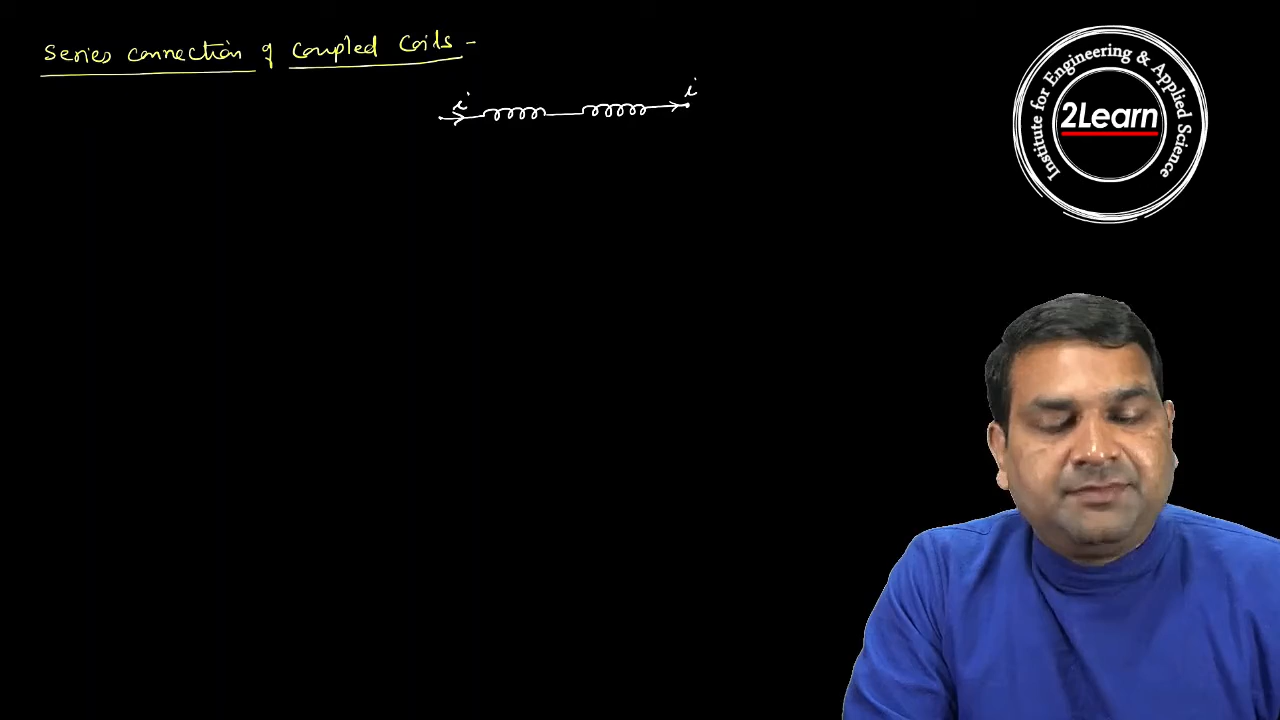 Series connection of Coupled Coils -
i
i
Institute for Engineering & Applied Science
2Learn